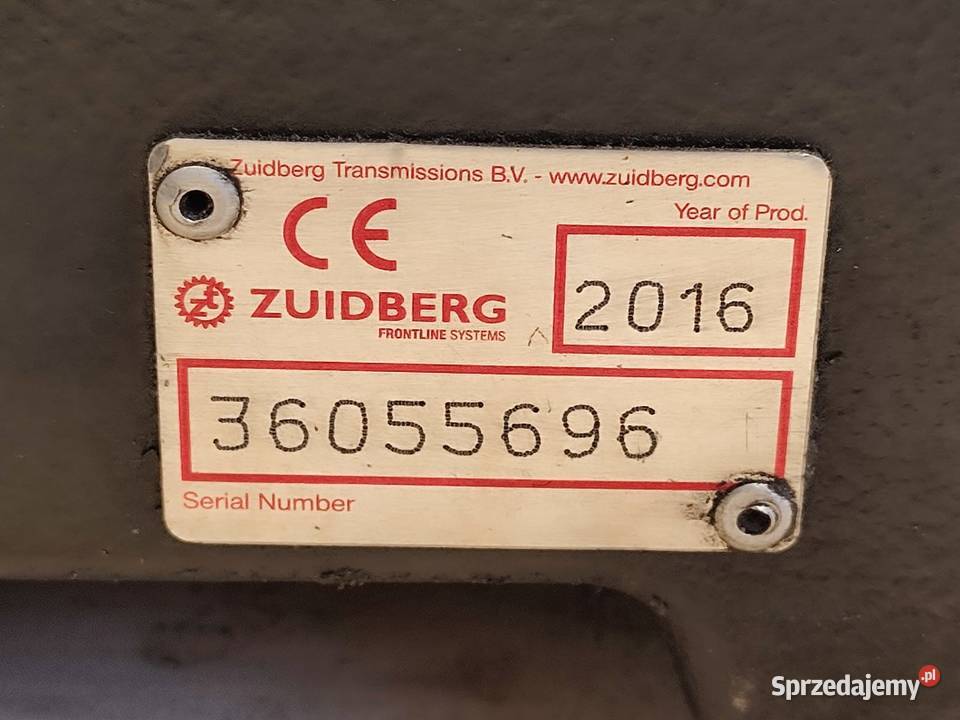 Zuidberg Transmissions B.V. - www.zuidberg.com
CE
Year of Prod.
2016
ZUIDBERG
FRONTLINE SYSTEMS
36055696
Serial Number
Sprzedajemy.pl